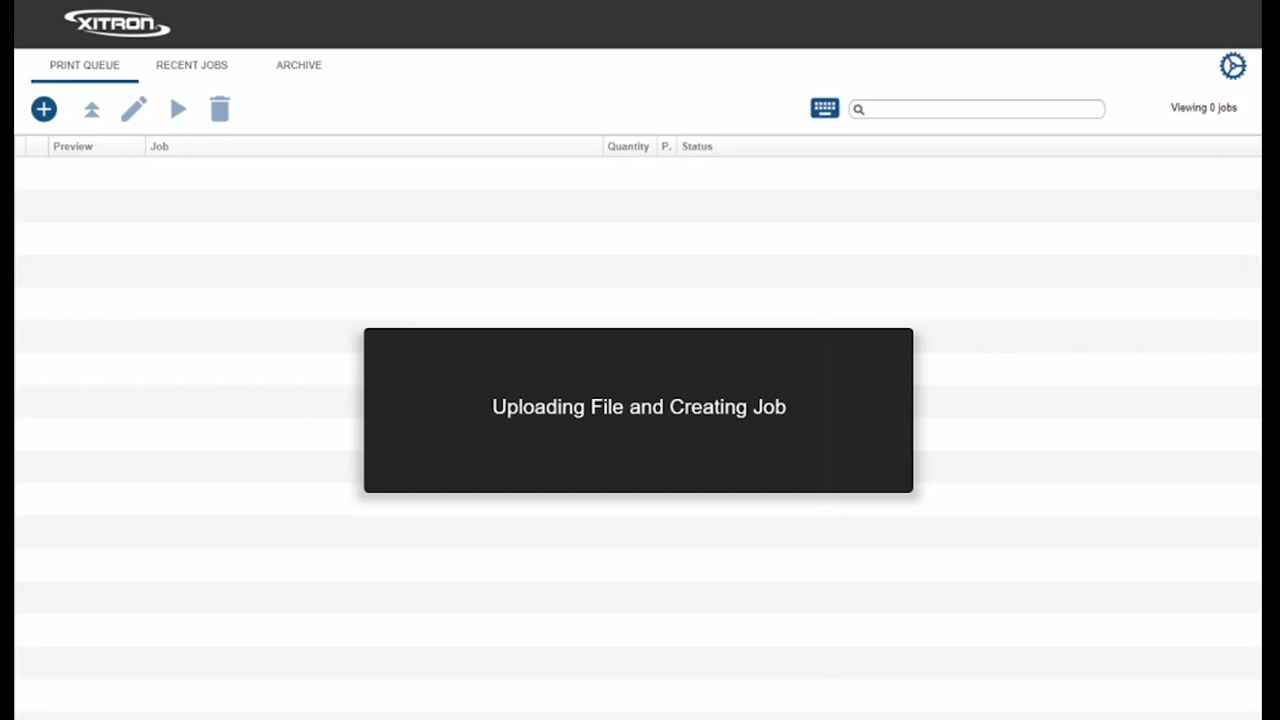 XITRON
PRINT QUEUE RECENT JOBS ARCHIVE
Viewing 0 jobs
Preview Job Quantity P. Status
Uploading File and Creating Job